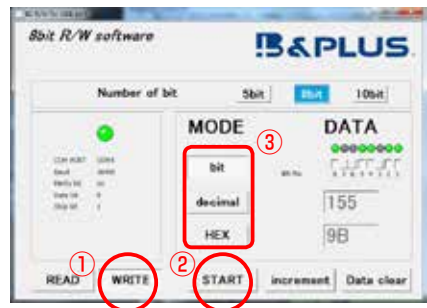 8bit R/W software
B&PLUS
Number of bit 5bit 8bit 10bit
MODE DATA
③
bit
decimal 155
HEX 9B
① ②
READ WRITE START increment Data clear